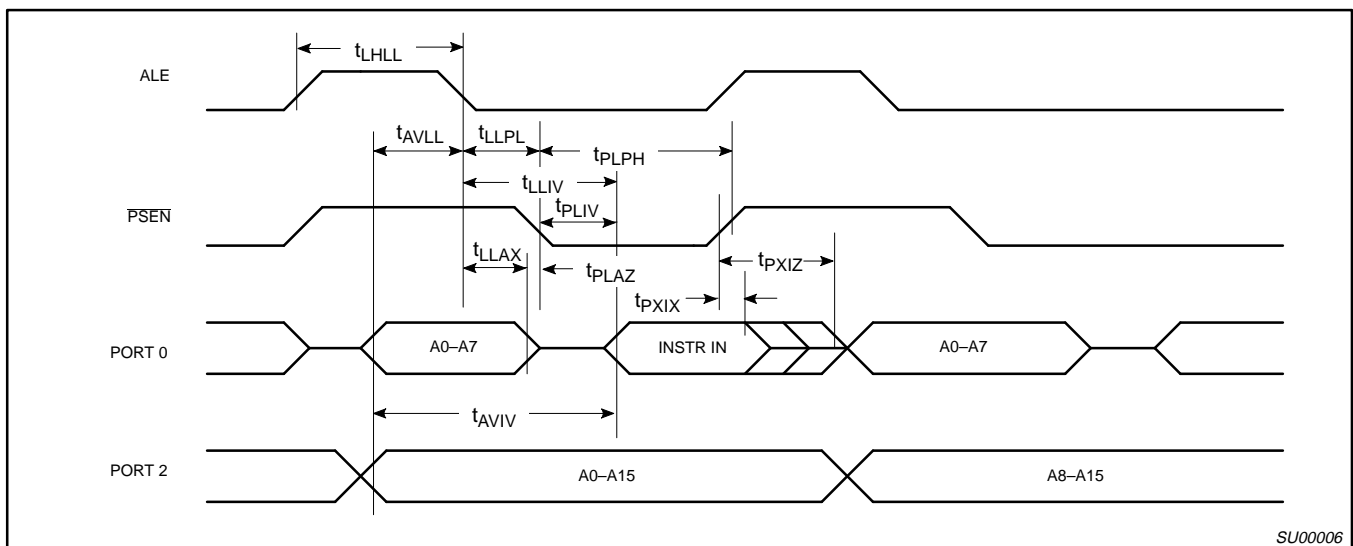 tLHLL
ALE
tAVLL tLLPL
tPLPH
tLLIV
PSEN
tPLIV
tLLAX
tPLAZ
tPXIZ
tPXIX
PORT 0
A0–A7
INSTR IN
A0–A7
tAVIV
PORT 2
A0–A15
A8–A15
SU00006